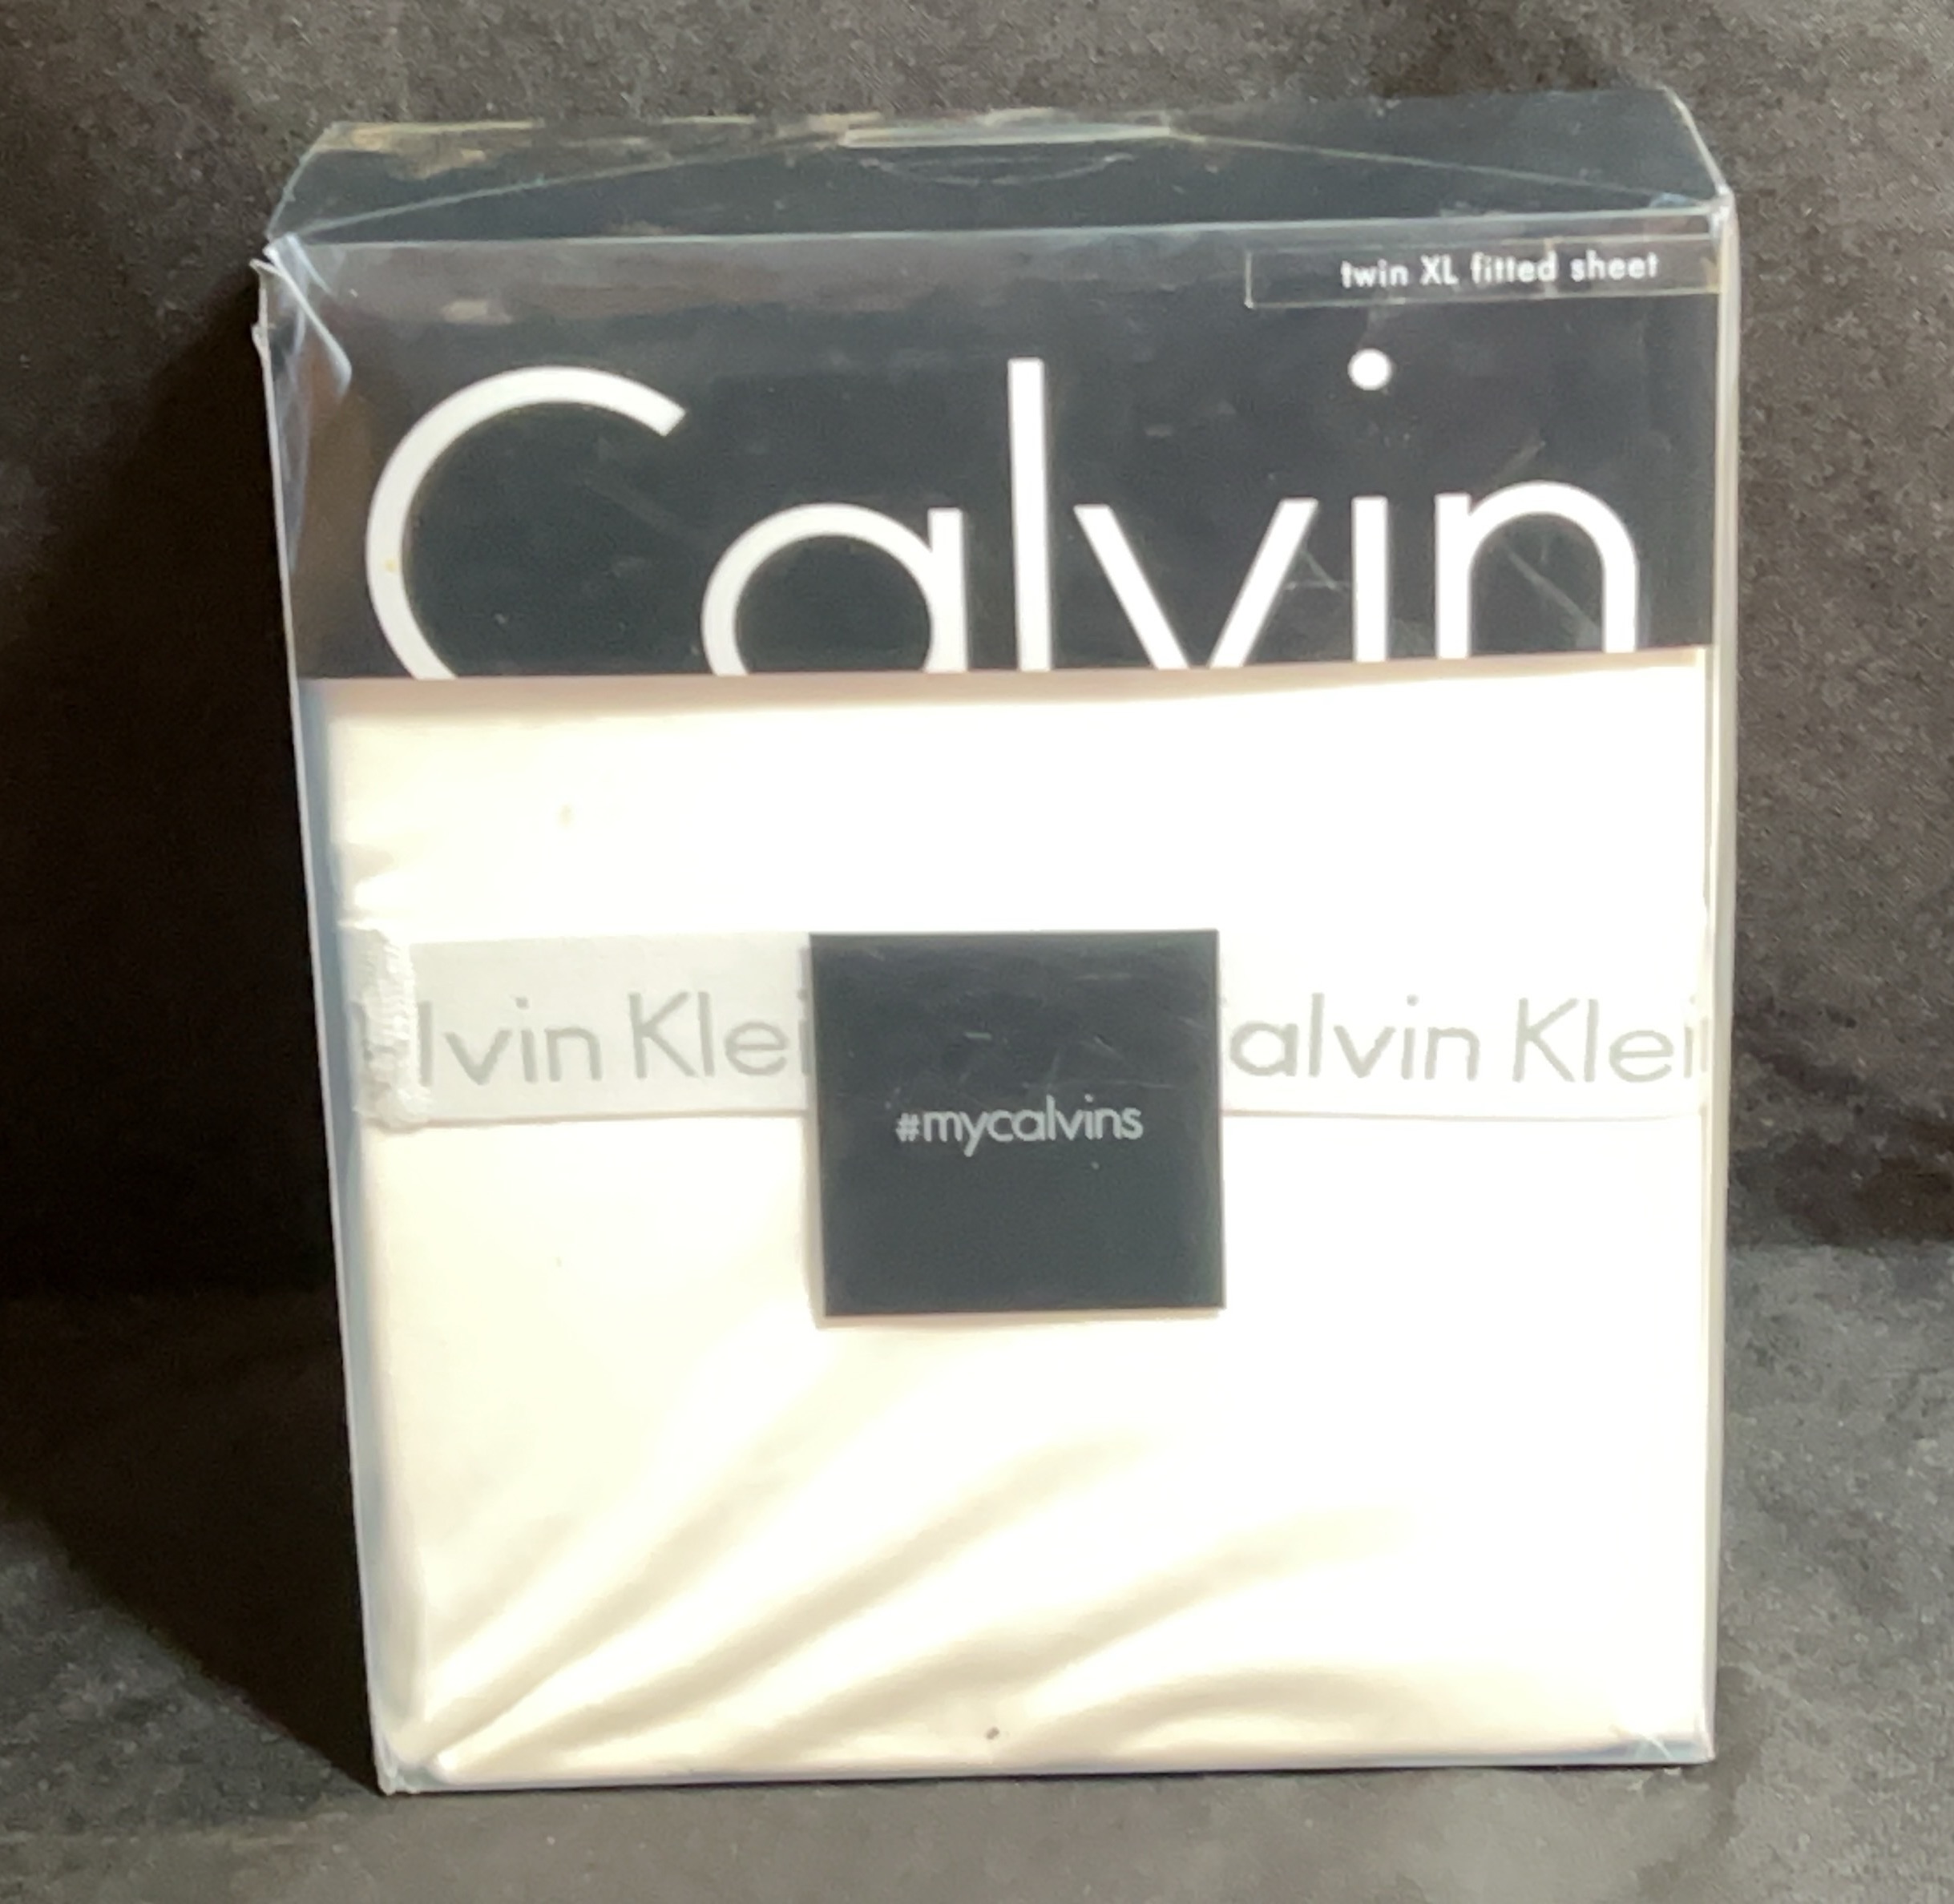 twin XL fitted sheet
Calvin
lvin Klei alvin Klei
#mycalvins